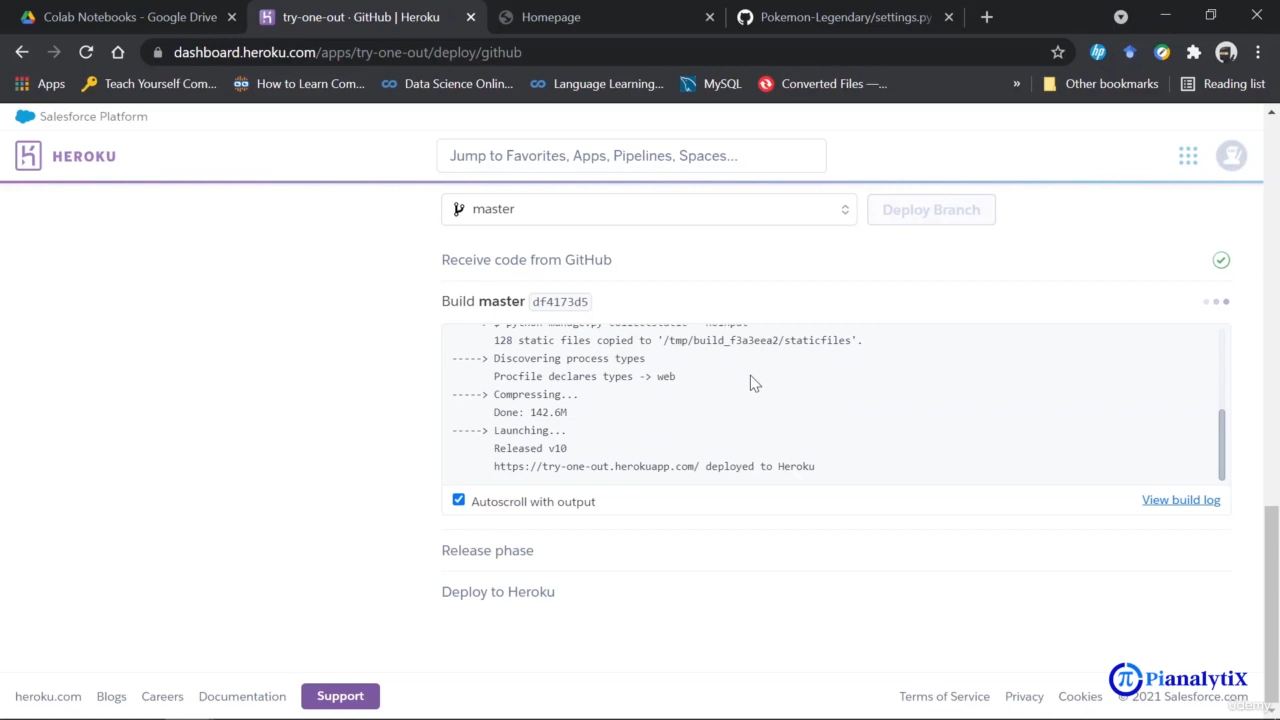 Colab Notebooks - Google Drive
try-one-out · GitHub | Heroku
Homepage
Pokemon-Legendary/settings.py
dashboard.heroku.com/apps/try-one-out/deploy/github
Apps
Teach Yourself Com...
How to Learn Com...
Data Science Onlin...
Language Learning...
MySQL
Converted Files —...
»
Other bookmarks
Reading list
Salesforce Platform
HEROKU
Jump to Favorites, Apps, Pipelines, Spaces...
master
Deploy Branch
Receive code from GitHub
Build master df4173d5
$ python manage.py collectstatic --noinput
128 static files copied to '/tmp/build_f3a3eea2/staticfiles'.
-----> Discovering process types
Procfile declares types -> web
-----> Compressing...
Done: 142.6M
-----> Launching...
Released v10
https://try-one-out.herokuapp.com/ deployed to Heroku
Autoscroll with output
View build log
Release phase
Deploy to Heroku
π PianalytiX
heroku.com
Blogs
Careers
Documentation
Support
Terms of Service
Privacy
Cookies
© 2021 Salesforce.com
udemy